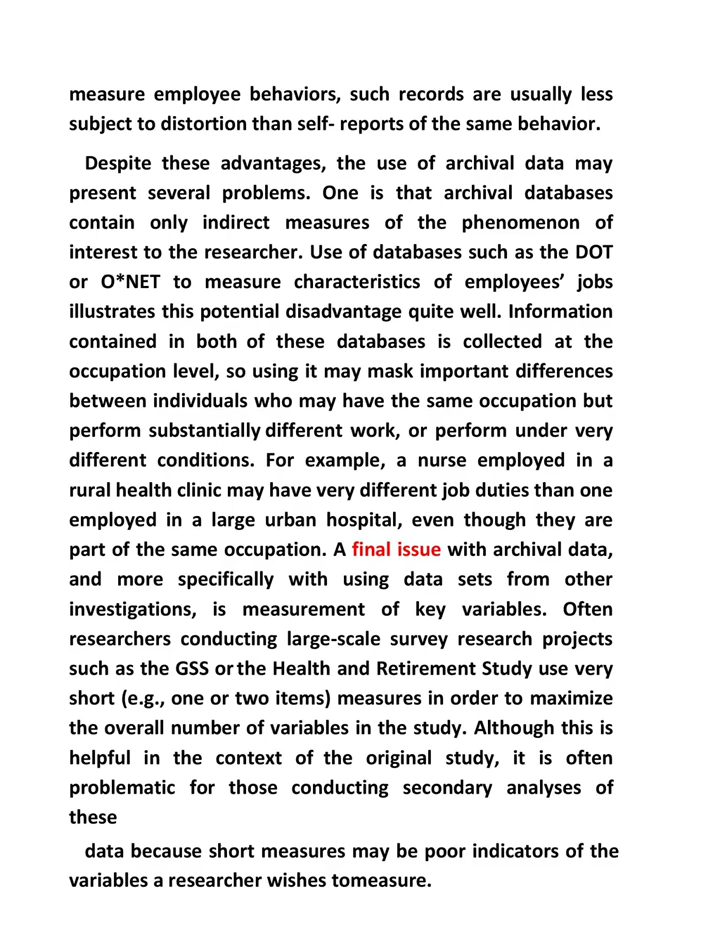 measure employee behaviors, such records are usually less
subject to distortion than self- reports of the same behavior.
Despite these advantages, the use of archival data may
present several problems. One is that archival databases
contain only indirect measures of the phenomenon of
interest to the researcher. Use of databases such as the DOT
or O*NET to measure characteristics of employees’ jobs
illustrates this potential disadvantage quite well. Information
contained in both of these databases is collected at the
occupation level, so using it may mask important differences
between individuals who may have the same occupation but
perform substantially different work, or perform under very
different conditions. For example, a nurse employed in a
rural health clinic may have very different job duties than one
employed in a large urban hospital, even though they are
part of the same occupation. A final issue with archival data,
and more specifically with using data sets from other
investigations, is measurement of key variables. Often
researchers conducting large-scale survey research projects
such as the GSS or the Health and Retirement Study use very
short (e.g., one or two items) measures in order to maximize
the overall number of variables in the study. Although this is
helpful in the context of the original study, it is often
problematic for those conducting secondary analyses of
these
data because short measures may be poor indicators of the
variables a researcher wishes tomeasure.